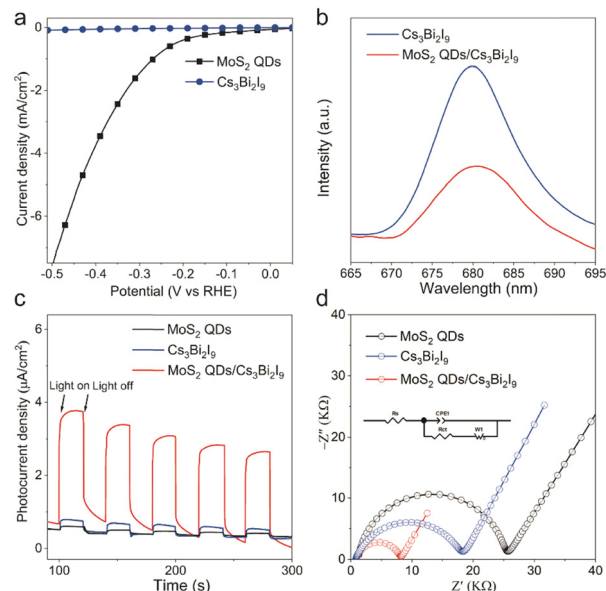 a
0
-2
-4
-6
MoS₂ QDs
Cs₃Bi₂I₉
Current density (mA/cm²)
-0.5 -0.4 -0.3 -0.2 -0.1 0.0
Potential (V vs RHE)
b
Cs₃Bi₂I₉
MoS₂ QDs/Cs₃Bi₂I₉
Intensity (a.u.)
665 670 675 680 685 690 695
Wavelength (nm)
c
6
4
2
0
MoS₂ QDs
Cs₃Bi₂I₉
MoS₂ QDs/Cs₃Bi₂I₉
Light on Light off
Photocurrent density (μA/cm²)
100 200 300
Time (s)
d
40
30
20
10
0
MoS₂ QDs
Cs₃Bi₂I₉
MoS₂ QDs/Cs₃Bi₂I₉
Rs CPE1
Rct W1
-Z″ (KΩ)
0 10 20 30 40
Z′ (KΩ)